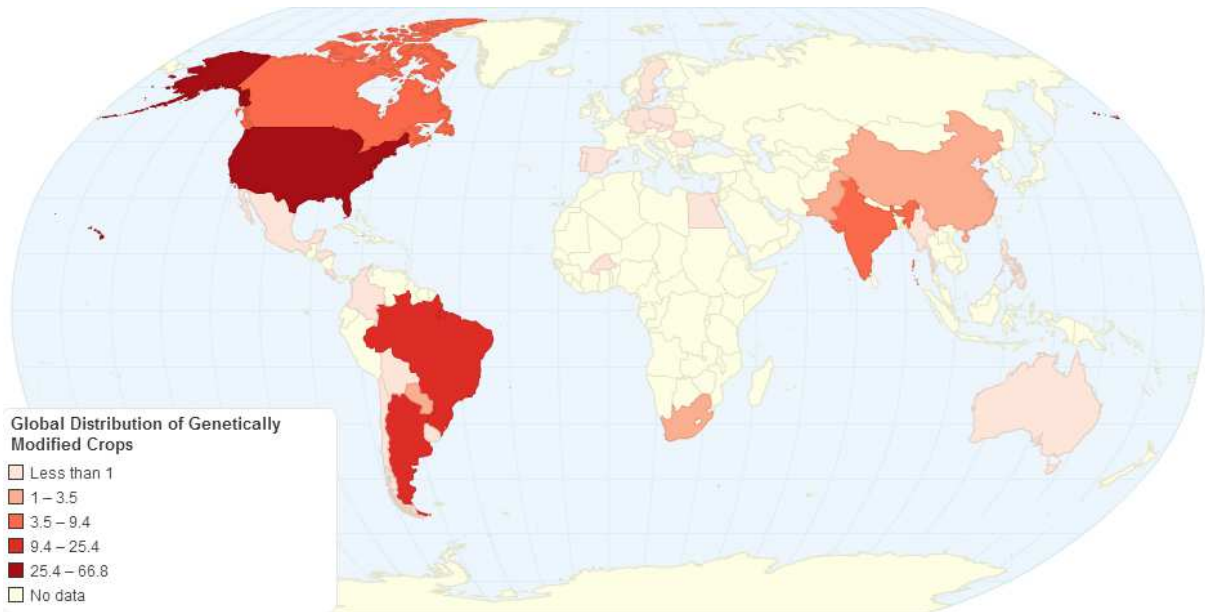 Global Distribution of Genetically
Modified Crops
Less than 1
1 – 3.5
3.5 – 9.4
9.4 – 25.4
25.4 – 66.8
No data